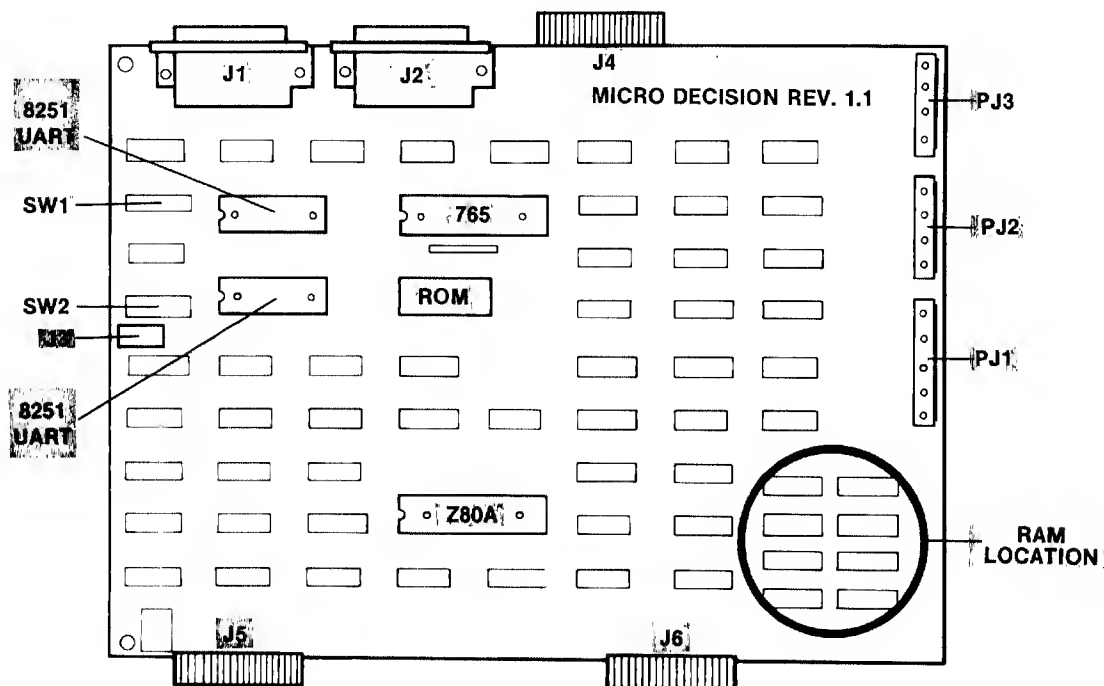 J1
J2
J4
MICRO DECISION REV. 1.1
PJ3
8251
UART
SW1
765
PJ2
SW2
ROM
PJ1
8251
UART
Z80A
RAM
LOCATION
J5
J6